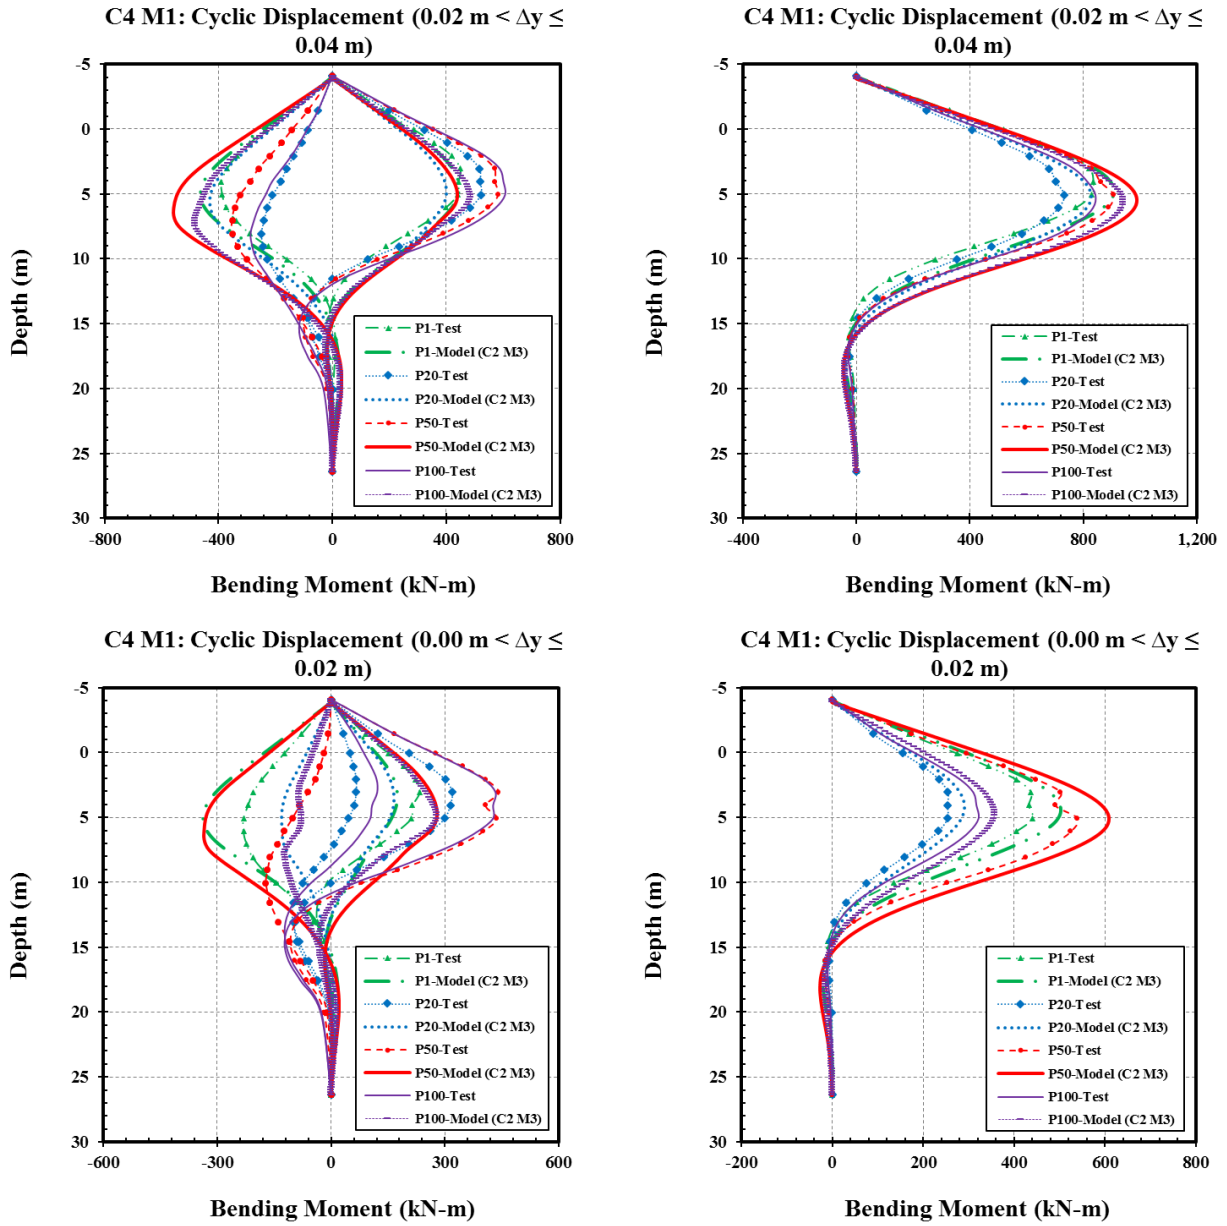 C4 M1: Cyclic Displacement (0.02 m < Δy ≤
0.04 m)
-5
0
5
10
15
20
25
30
-800
-400
0
400
800
Depth (m)
Bending Moment (kN-m)
P1-Test
P1-Model (C2 M3)
P20-Test
P20-Model (C2 M3)
P50-Test
P50-Model (C2 M3)
P100-Test
P100-Model (C2 M3)
C4 M1: Cyclic Displacement (0.02 m < Δy ≤
0.04 m)
-5
0
5
10
15
20
25
30
-400
0
400
800
1,200
Depth (m)
Bending Moment (kN-m)
P1-Test
P1-Model (C2 M3)
P20-Test
P20-Model (C2 M3)
P50-Test
P50-Model (C2 M3)
P100-Test
P100-Model (C2 M3)
C4 M1: Cyclic Displacement (0.00 m < Δy ≤
0.02 m)
-5
0
5
10
15
20
25
30
-600
-300
0
300
600
Depth (m)
Bending Moment (kN-m)
P1-Test
P1-Model (C2 M3)
P20-Test
P20-Model (C2 M3)
P50-Test
P50-Model (C2 M3)
P100-Test
P100-Model (C2 M3)
C4 M1: Cyclic Displacement (0.00 m < Δy ≤
0.02 m)
-5
0
5
10
15
20
25
30
-200
0
200
400
600
800
Depth (m)
Bending Moment (kN-m)
P1-Test
P1-Model (C2 M3)
P20-Test
P20-Model (C2 M3)
P50-Test
P50-Model (C2 M3)
P100-Test
P100-Model (C2 M3)